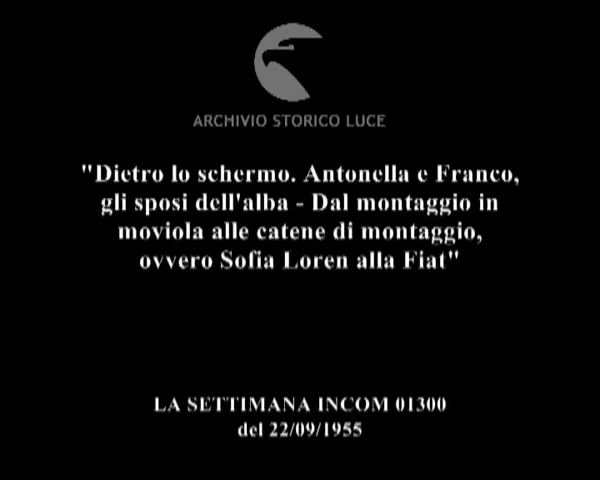 ARCHIVIO STORICO LUCE
"Dietro lo schermo. Antonella e Franco,
gli sposi dell'alba - Dal montaggio in
moviola alle catene di montaggio,
ovvero Sofia Loren alla Fiat"
LA SETTIMANA INCOM 01300
del 22/09/1955